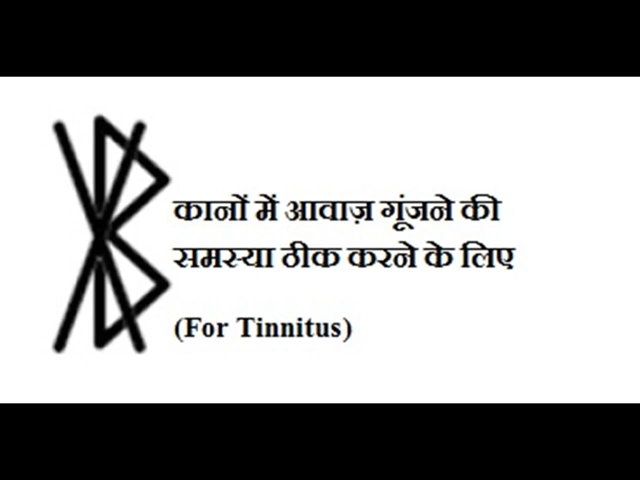 कानों में आवाज़ गूंजने की
समस्या ठीक करने के लिए
(For Tinnitus)